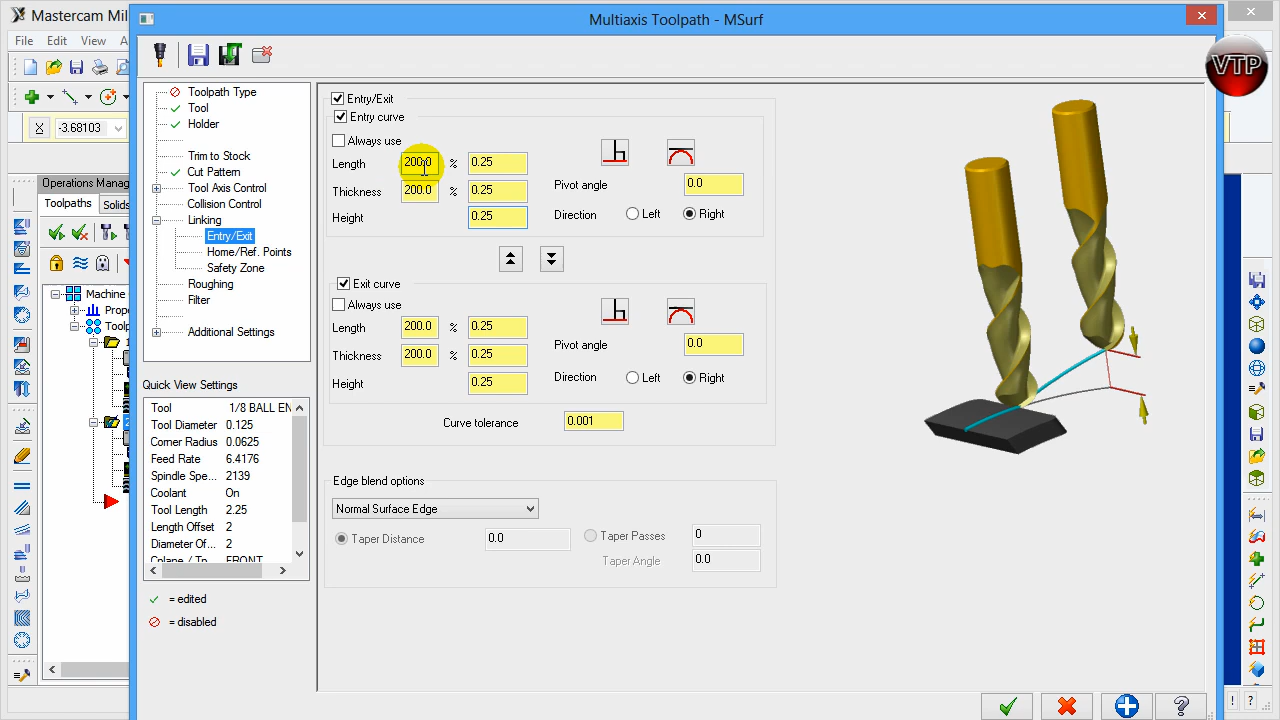 Mastercam Mil
Multiaxis Toolpath - MSurf
VTP
File Edit View A
X -3.68103
Operations Manag
Toolpaths Solids
Machine
Prope
Toolp
1
2
Toolpath Type
Tool
Holder
Trim to Stock
Cut Pattern
Tool Axis Control
Collision Control
Linking
Entry/Exit
Home/Ref. Points
Safety Zone
Roughing
Filter
Additional Settings
Quick View Settings
Tool 1/8 BALL EN
Tool Diameter 0.125
Corner Radius 0.0625
Feed Rate 6.4176
Spindle Spe... 2139
Coolant On
Tool Length 2.25
Length Offset 2
Diameter Of... 2
Cplane / Tp... FRONT
= edited
= disabled
Entry/Exit
Entry curve
Always use
Length 200.0 % 0.25
Thickness 200.0 % 0.25
Height 0.25
Pivot angle 0.0
Direction Left Right
Exit curve
Always use
Length 200.0 % 0.25
Thickness 200.0 % 0.25
Height 0.25
Pivot angle 0.0
Direction Left Right
Curve tolerance 0.001
Edge blend options
Normal Surface Edge
Taper Distance 0.0
Taper Passes 0
Taper Angle 0.0